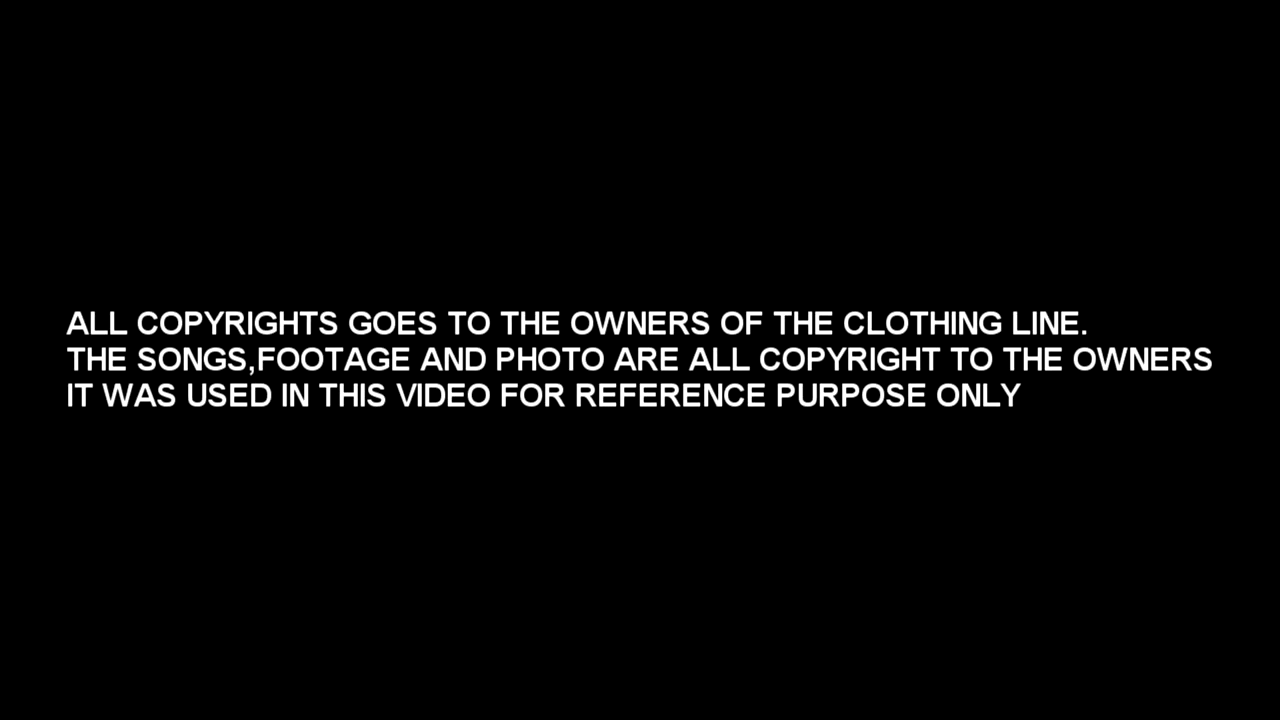 ALL COPYRIGHTS GOES TO THE OWNERS OF THE CLOTHING LINE.
THE SONGS,FOOTAGE AND PHOTO ARE ALL COPYRIGHT TO THE OWNERS
IT WAS USED IN THIS VIDEO FOR REFERENCE PURPOSE ONLY